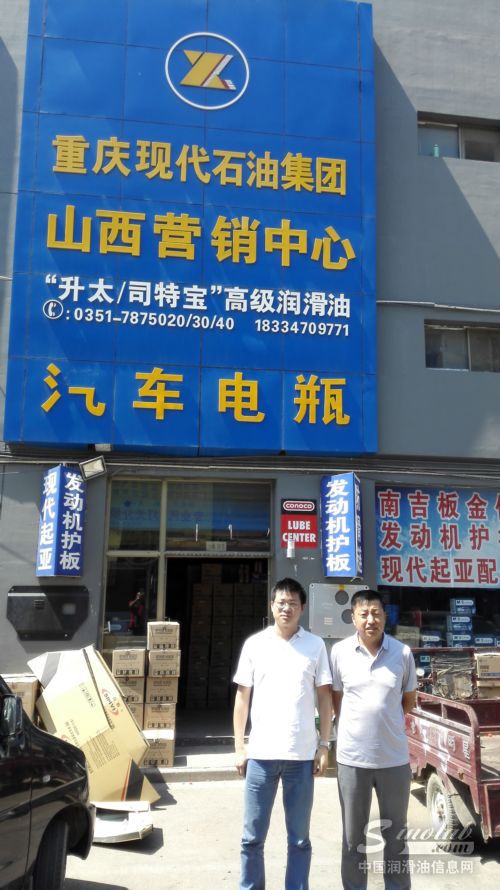 重庆现代石油集团
山西营销中心
“升太/司特宝”高级润滑油
✆:0351-7875020/30/40 18334709771
汽车电瓶
现代起亚
发动机护板
conoco
LUBE
CENTER
发动机护板
南吉板金
发动机护
现代起亚配
Sinolub
.com
中国润滑油信息网